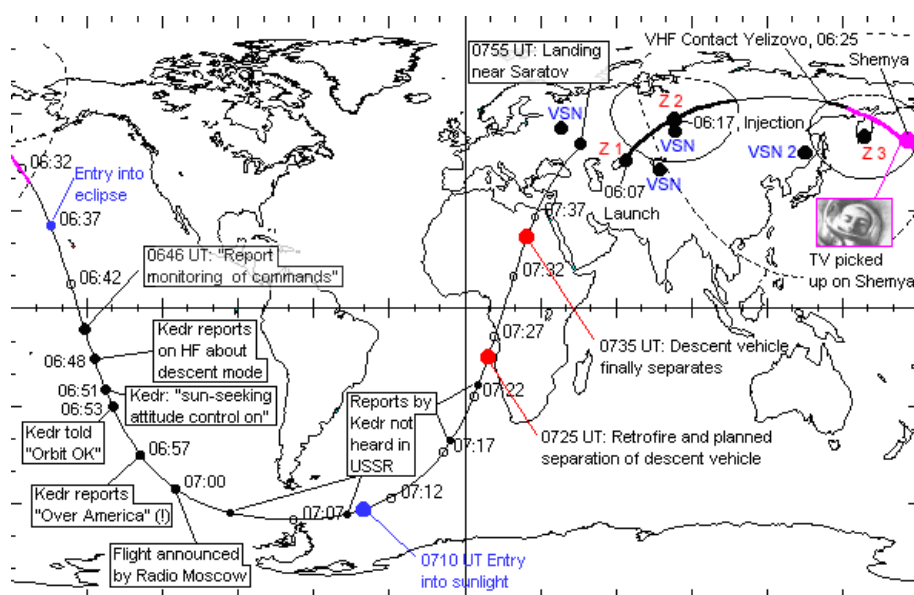 0755 UT: Landing
near Saratov
VHF Contact Yelizovo, 06:25
Shemya
VSN
Z 2
06:17, Injection
VSN
Z 1
VSN 2
Z 3
VSN
06:07
Launch
06:32
Entry into
eclipse
06:37
07:37
0646 UT: "Report
monitoring of commands"
TV picked
up on Shemya
06:42
07:32
Kedr reports
on HF about
descent mode
07:27
06:48
0735 UT: Descent vehicle
finally separates
06:51
Kedr: "sun-seeking
attitude control on"
06:53
07:22
Kedr told
"Orbit OK"
Reports by
Kedr not
heard in
USSR
06:57
07:17
0725 UT: Retrofire and planned
separation of descent vehicle
07:00
07:12
Kedr reports
"Over America" (!)
07:07
Flight announced
by Radio Moscow
0710 UT Entry
into sunlight